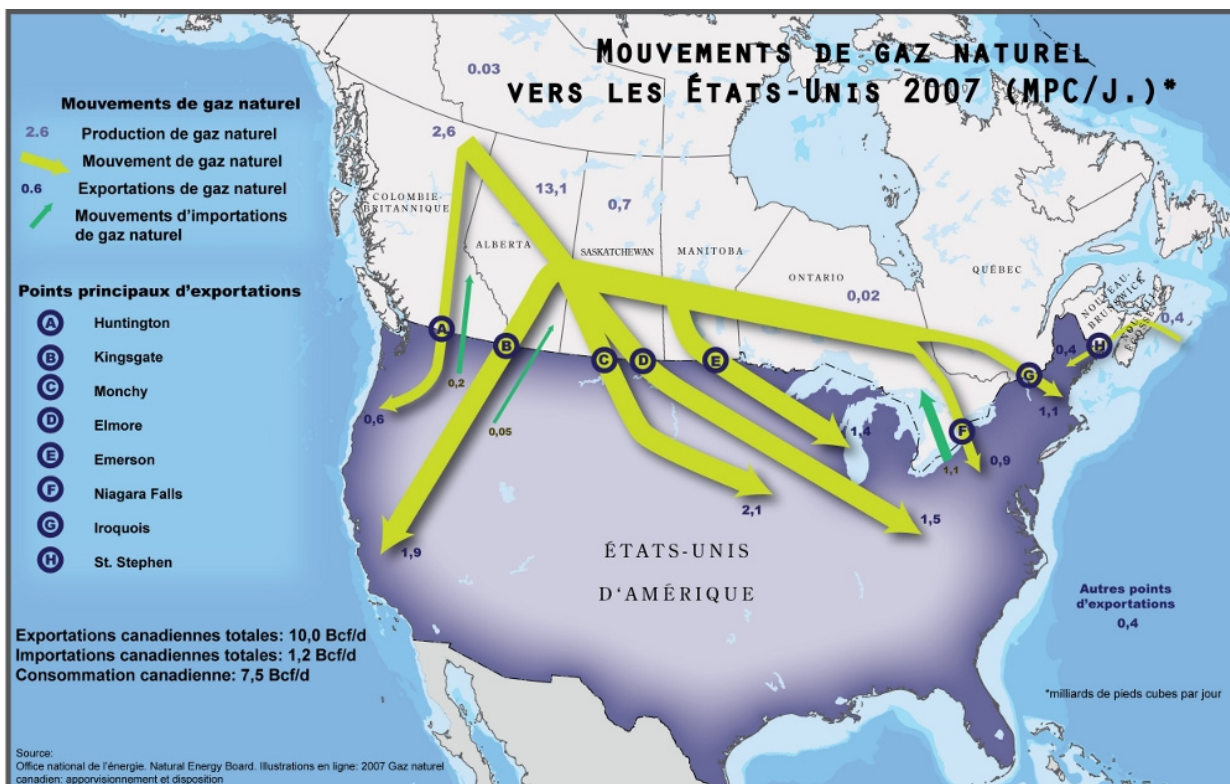 MOUVEMENTS DE GAZ NATUREL
VERS LES ÉTATS-UNIS 2007 (MPC/J.)*
Mouvements de gaz naturel
2.6 Production de gaz naturel
Mouvement de gaz naturel
0.6 Exportations de gaz naturel
Mouvements d'importations
de gaz naturel
Points principaux d'exportations
A Huntington
B Kingsgate
C Monchy
D Elmore
E Emerson
F Niagara Falls
G Iroquois
H St. Stephen
Exportations canadiennes totales: 10,0 Bcf/d
Importations canadiennes totales: 1,2 Bcf/d
Consommation canadienne: 7,5 Bcf/d
Source:
Office national de l'énergie. Natural Energy Board. Illustrations en ligne: 2007 Gaz naturel
canadien: apporvisionnement et disposition
0.03
2,6
13,1
0,7
COLOMBIE-
BRITANNIQUE
ALBERTA
SASKATCHEWAN
MANITOBA
ONTARIO
QUÉBEC
0,02
NOUVEAU-
BRUNSWICK
0,4
0,4
A
B
C
D
E
F
G
H
0,2
0,6
0,05
1,9
2,1
1,5
1,4
1,1
0,9
1,1
ÉTATS-UNIS
D'AMÉRIQUE
Autres points
d'exportations
0,4
*milliards de pieds cubes par jour